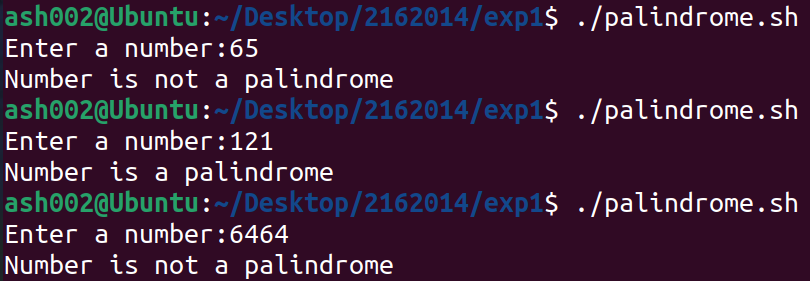 ash002@Ubuntu:~/Desktop/2162014/exp1$ ./palindrome.sh
Enter a number:65
Number is not a palindrome
ash002@Ubuntu:~/Desktop/2162014/exp1$ ./palindrome.sh
Enter a number:121
Number is a palindrome
ash002@Ubuntu:~/Desktop/2162014/exp1$ ./palindrome.sh
Enter a number:6464
Number is not a palindrome